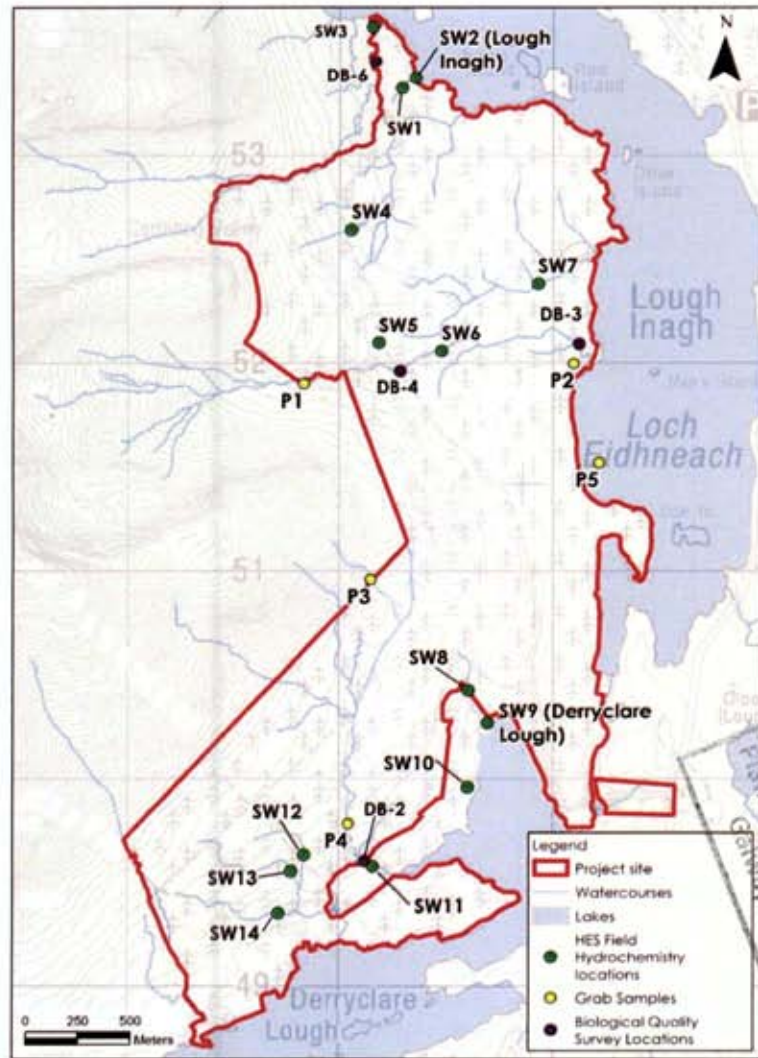 N
SW3
SW2 (Lough
Inagh)
DB-6
SW1
Island
53
SW4
SW7
Lough
Inagh
SW5
SW6
DB-3
52
P2
DB-4
P1
Loch
Eidhneach
P5
51
P3
SW8
SW9 (Derryclare
Lough)
SW10
SW12
P4
DB-2
SW13
SW11
SW14
49
Derryclare
Lough
0 250 500
Meters
Legend
Project site
Watercourses
Lakes
HES Field
Hydrochemistry
locations
Grab Samples
Biological Quality
Survey Locations